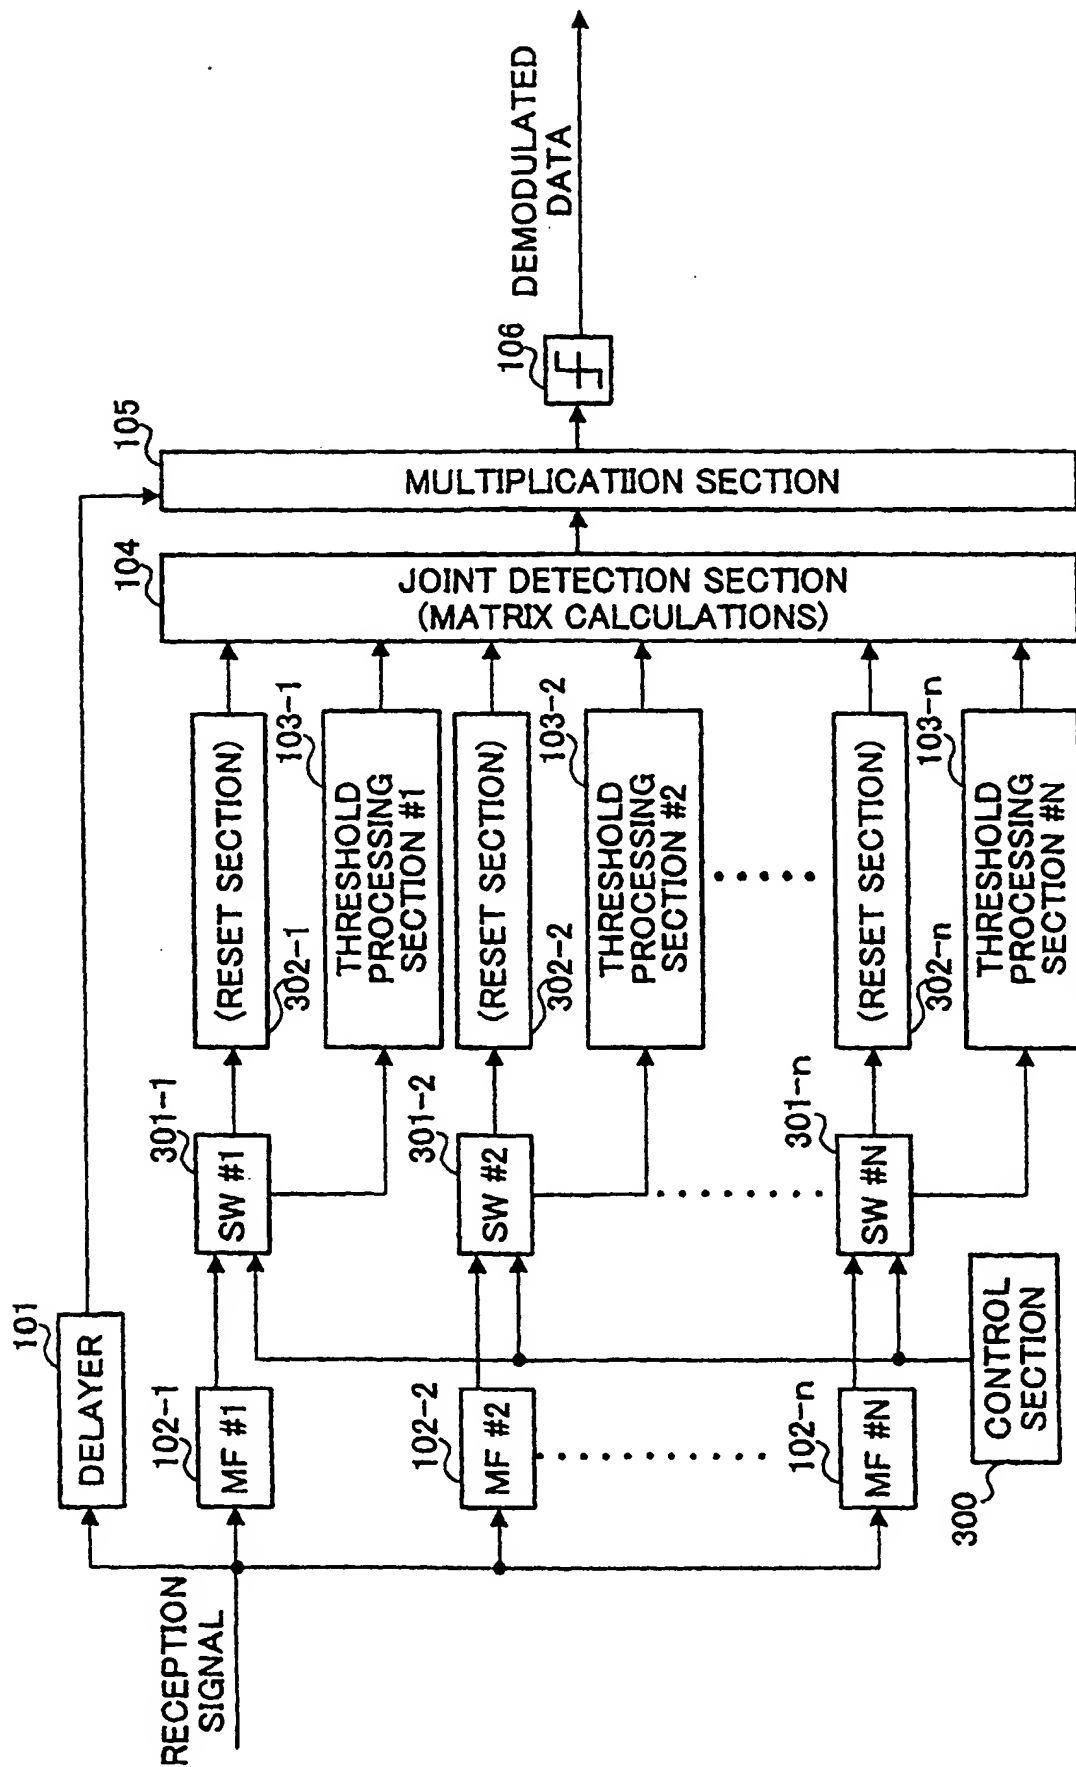 RECEPTION
SIGNAL
101
DELAYER
102-1
MF #1
102-2
MF #2
102-n
MF #N
300
CONTROL
SECTION
301-1
SW #1
301-2
SW #2
301-n
SW #N
302-1
(RESET SECTION)
103-1
THRESHOLD
PROCESSING
SECTION #1
302-2
(RESET SECTION)
103-2
THRESHOLD
PROCESSING
SECTION #2
302-n
(RESET SECTION)
103-n
THRESHOLD
PROCESSING
SECTION #N
104
JOINT DETECTION SECTION
(MATRIX CALCULATIONS)
105
MULTIPLICATIION SECTION
106
DEMODULATED
DATA